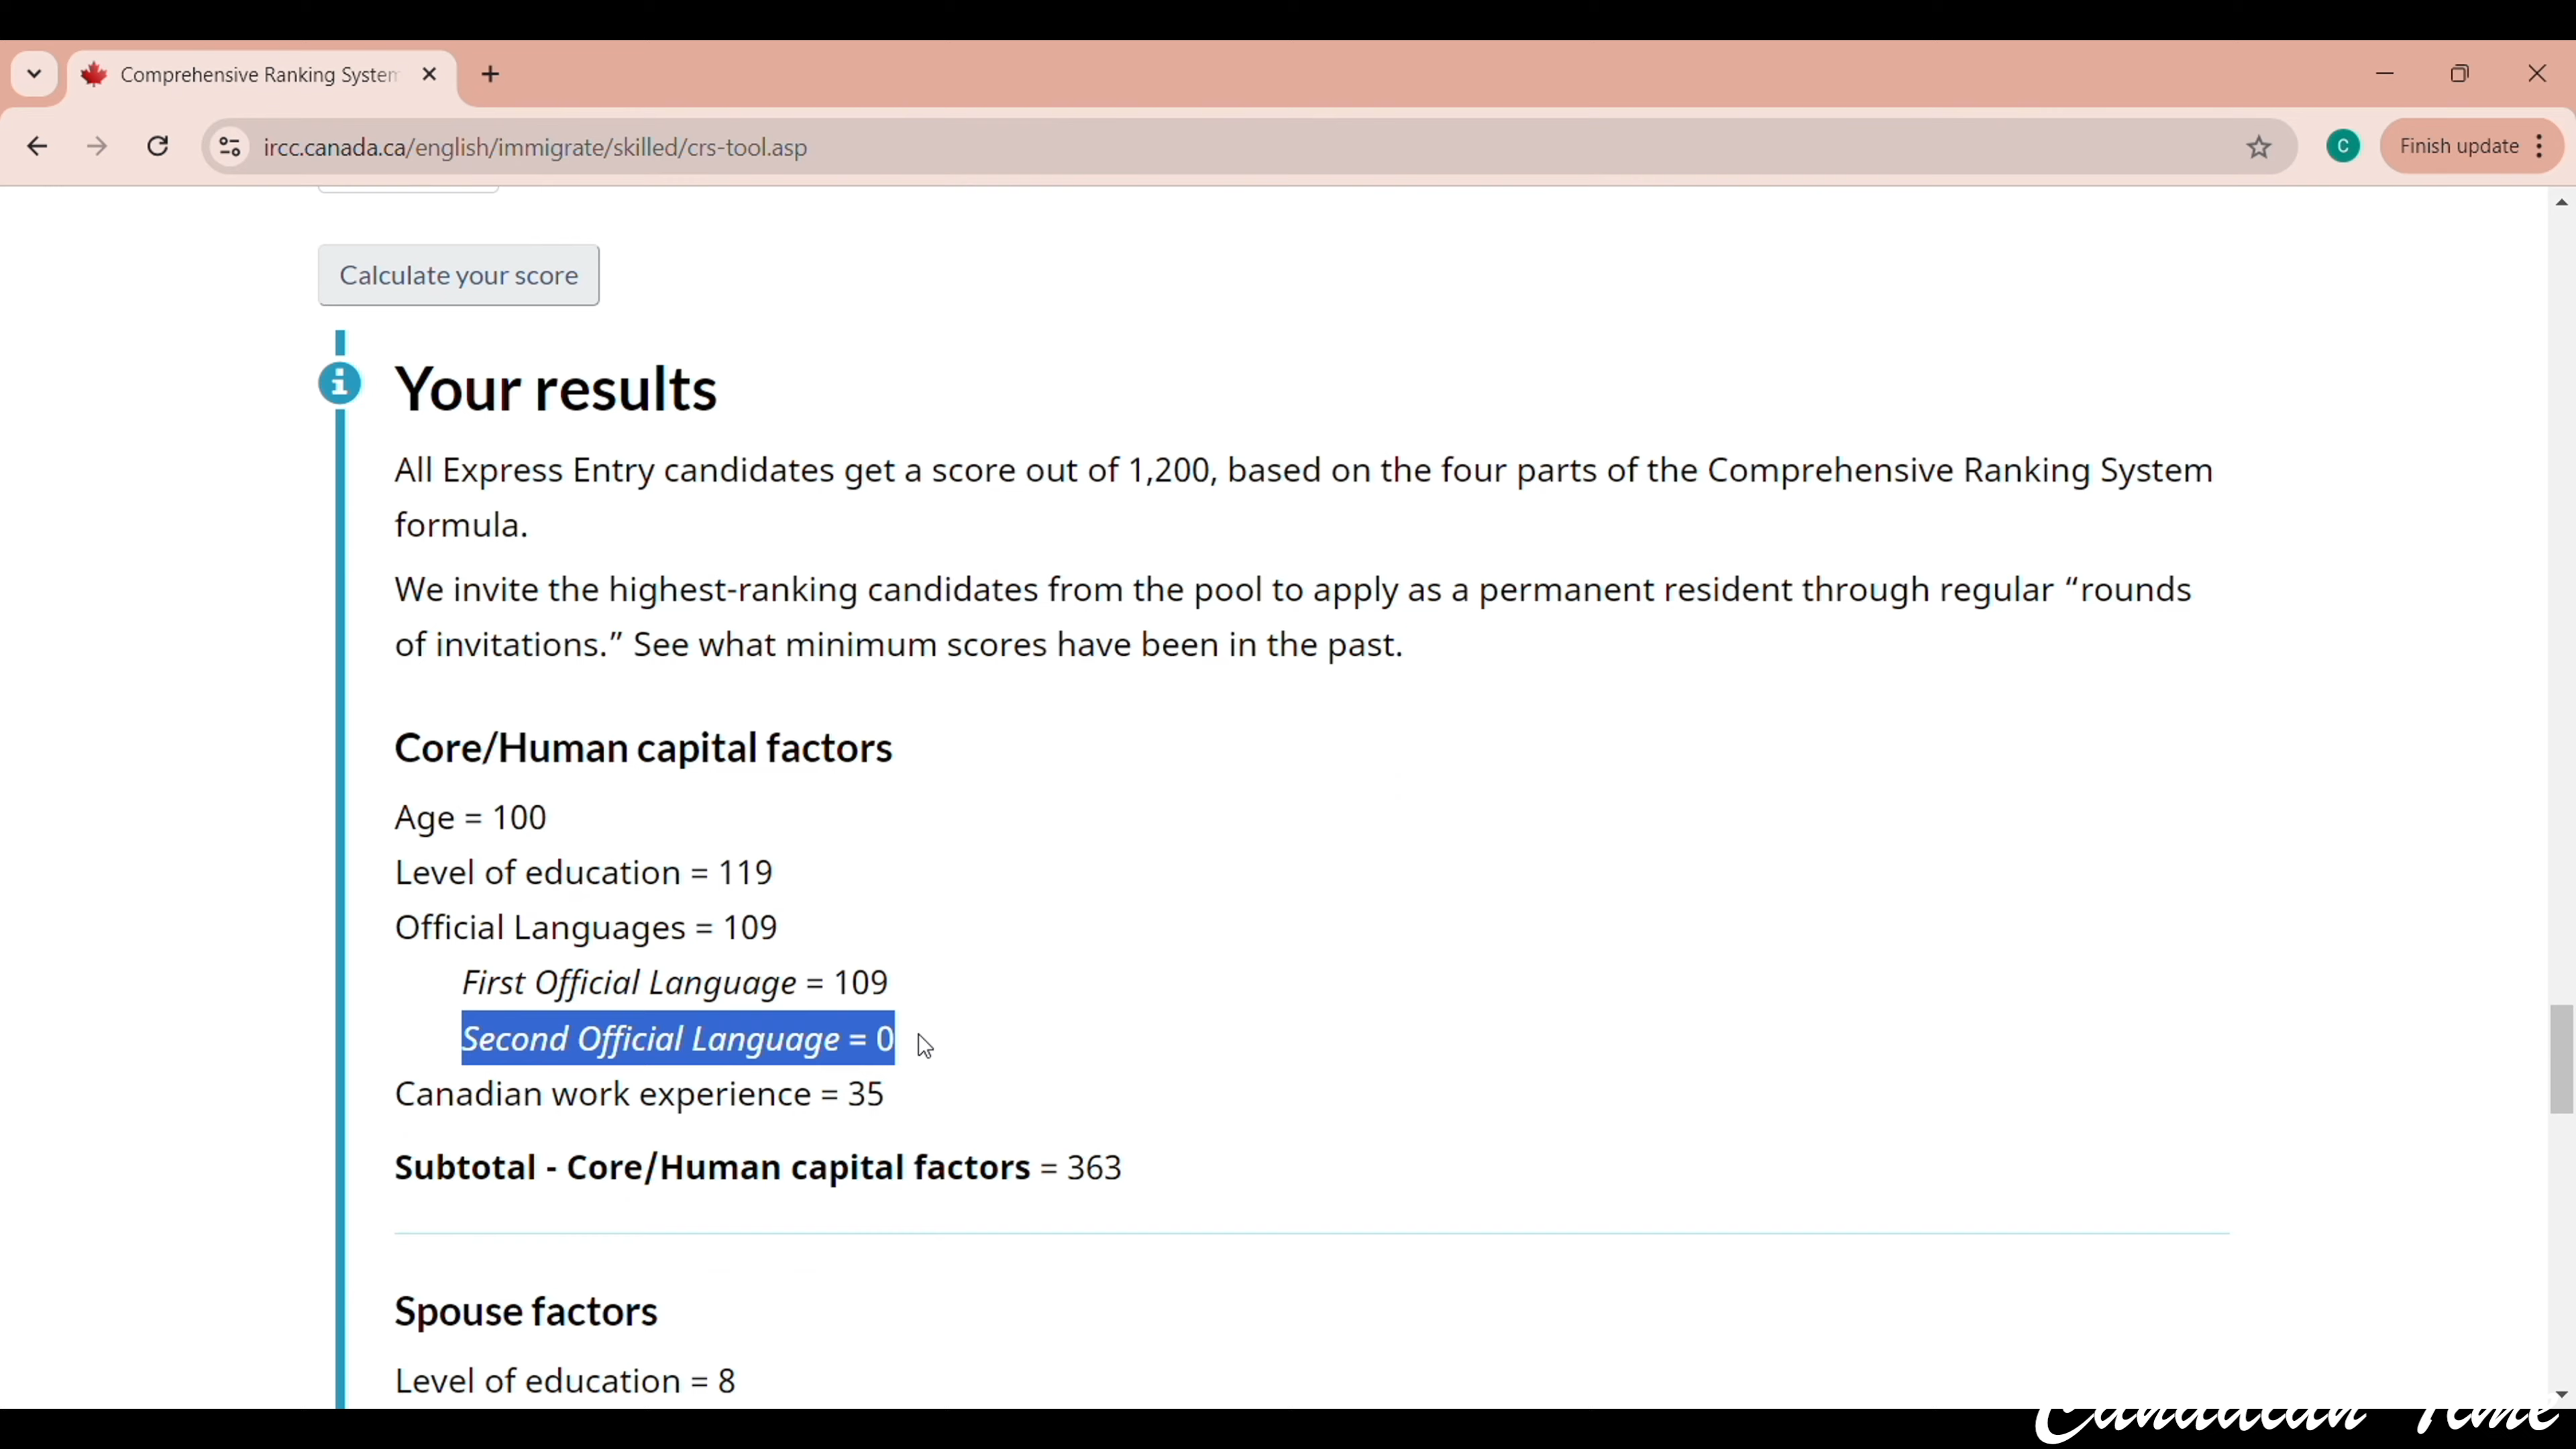 Comprehensive Ranking System
ircc.canada.ca/english/immigrate/skilled/crs-tool.asp
C
Finish update
Calculate your score
Your results
All Express Entry candidates get a score out of 1,200, based on the four parts of the Comprehensive Ranking System
formula.
We invite the highest-ranking candidates from the pool to apply as a permanent resident through regular “rounds
of invitations.” See what minimum scores have been in the past.
Core/Human capital factors
Age = 100
Level of education = 119
Official Languages = 109
First Official Language = 109
Second Official Language = 0
Canadian work experience = 35
Subtotal - Core/Human capital factors = 363
Spouse factors
Level of education = 8
Canadian Time